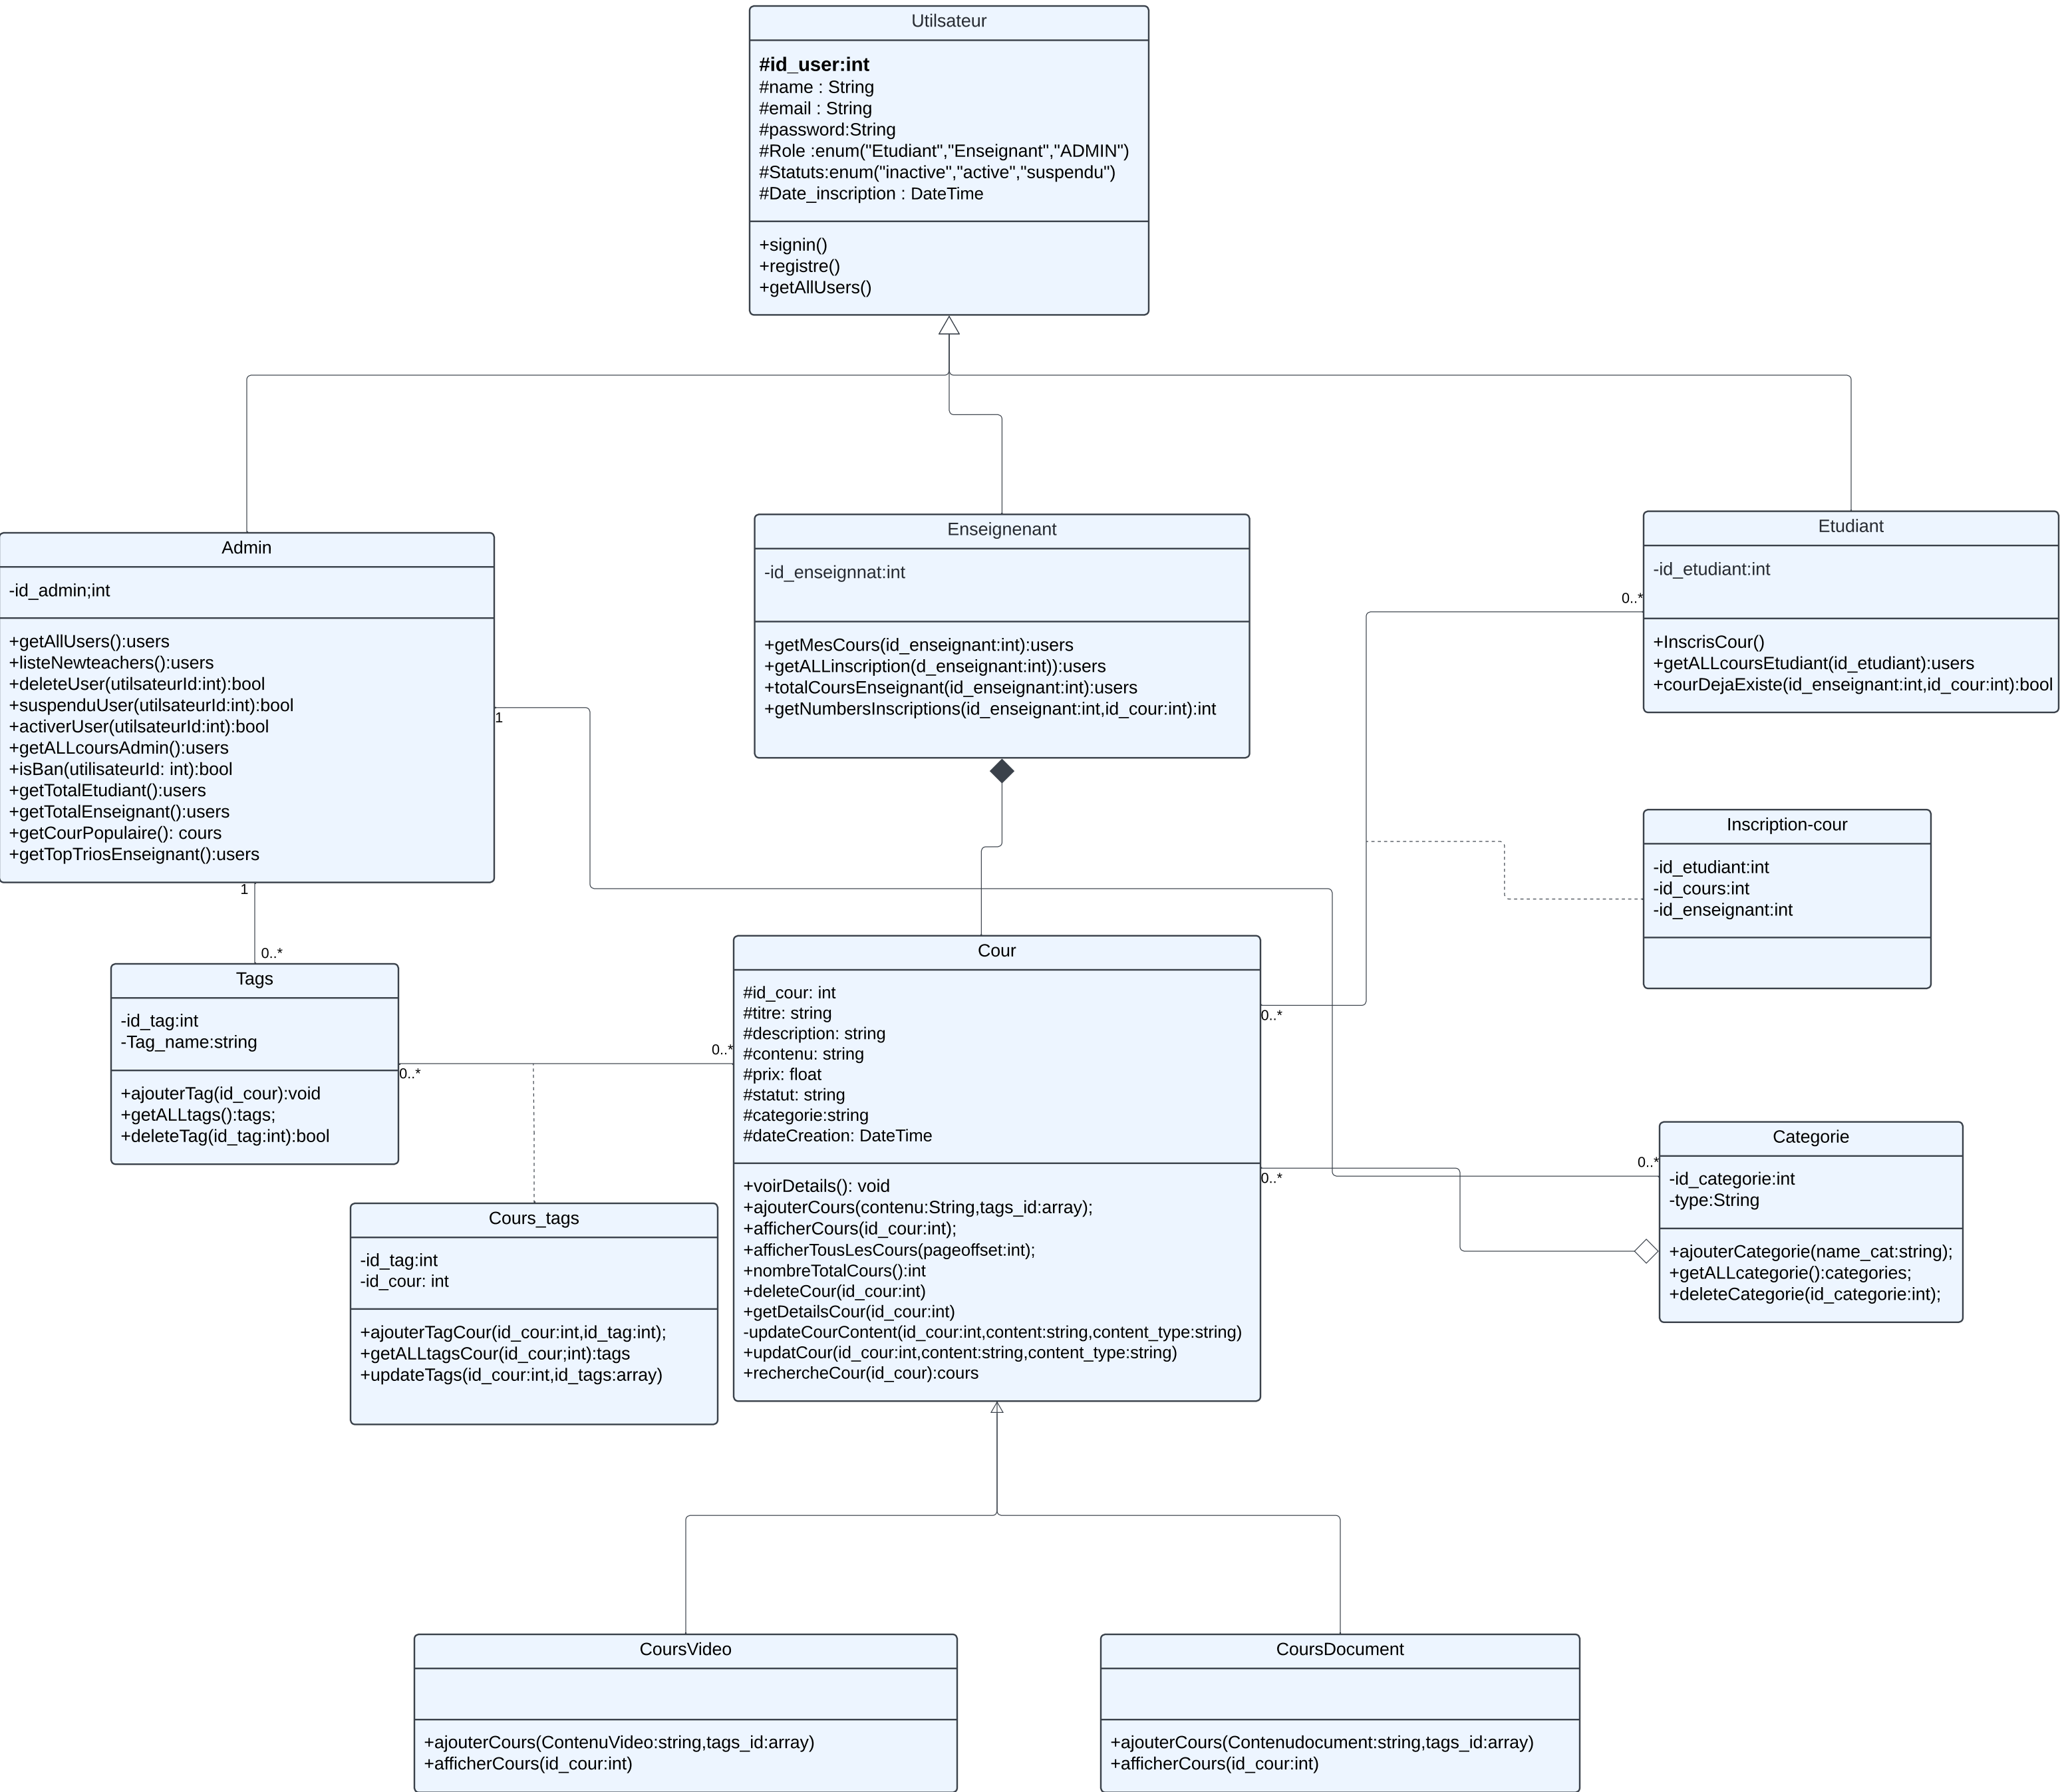 Utilsateur
#id_user:int
#name : String
#email : String
#password:String
#Role :enum("Etudiant","Enseignant","ADMIN")
#Statuts:enum("inactive","active","suspendu")
#Date_inscription : DateTime
+signin()
+registre()
+getAllUsers()
Admin
-id_admin;int
+getAllUsers():users
+listeNewteachers():users
+deleteUser(utilsateurId:int):bool
+suspenduUser(utilsateurId:int):bool
+activerUser(utilsateurId:int):bool
+getALLcoursAdmin():users
+isBan(utilisateurId: int):bool
+getTotalEtudiant():users
+getTotalEnseignant():users
+getCourPopulaire(): cours
+getTopTriosEnseignant():users
1
1
0..*
Enseignenant
-id_enseignnat:int
+getMesCours(id_enseignant:int):users
+getALLinscription(d_enseignant:int)):users
+totalCoursEnseignant(id_enseignant:int):users
+getNumbersInscriptions(id_enseignant:int,id_cour:int):int
Etudiant
-id_etudiant:int
+InscrisCour()
+getALLcoursEtudiant(id_etudiant):users
+courDejaExiste(id_enseignant:int,id_cour:int):bool
0..*
Inscription-cour
-id_etudiant:int
-id_cours:int
-id_enseignant:int
Tags
-id_tag:int
-Tag_name:string
+ajouterTag(id_cour):void
+getALLtags():tags;
+deleteTag(id_tag:int):bool
0..*
0..*
Cour
#id_cour: int
#titre: string
#description: string
#contenu: string
#prix: float
#statut: string
#categorie:string
#dateCreation: DateTime
+voirDetails(): void
+ajouterCours(contenu:String,tags_id:array);
+afficherCours(id_cour:int);
+afficherTousLesCours(pageoffset:int);
+nombreTotalCours():int
+deleteCour(id_cour:int)
+getDetailsCour(id_cour:int)
-updateCourContent(id_cour:int,content:string,content_type:string)
+updatCour(id_cour:int,content:string,content_type:string)
+rechercheCour(id_cour):cours
0..*
0..*
0..*
Categorie
-id_categorie:int
-type:String
+ajouterCategorie(name_cat:string);
+getALLcategorie():categories;
+deleteCategorie(id_categorie:int);
Cours_tags
-id_tag:int
-id_cour: int
+ajouterTagCour(id_cour:int,id_tag:int);
+getALLtagsCour(id_cour;int):tags
+updateTags(id_cour:int,id_tags:array)
CoursVideo
+ajouterCours(ContenuVideo:string,tags_id:array)
+afficherCours(id_cour:int)
CoursDocument
+ajouterCours(Contenudocument:string,tags_id:array)
+afficherCours(id_cour:int)